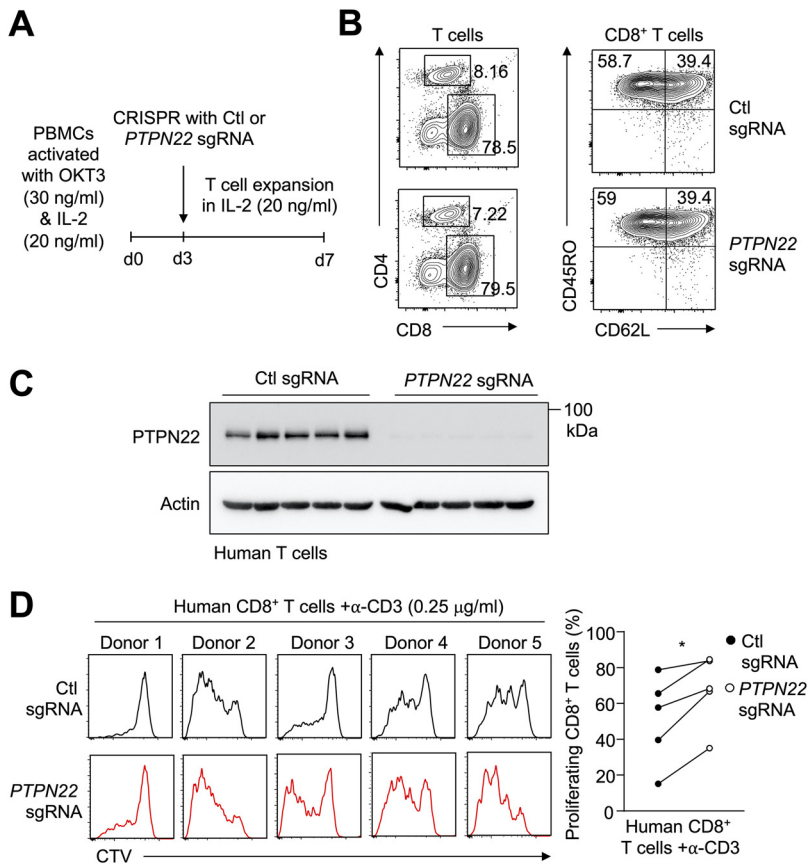 A
PBMCs
activated
with OKT3
(30 ng/ml)
& IL-2
(20 ng/ml)
CRISPR with Ctl or
PTPN22 sgRNA
T cell expansion
in IL-2 (20 ng/ml)
d0
d3
d7
B
T cells
CD8⁺ T cells
8.16
78.5
58.7
39.4
Ctl
sgRNA
7.22
79.5
59
39.4
PTPN22
sgRNA
CD4
CD8
CD45RO
CD62L
C
Ctl sgRNA
PTPN22 sgRNA
PTPN22
100
kDa
Actin
Human T cells
D
Human CD8⁺ T cells +α-CD3 (0.25 μg/ml)
Donor 1
Donor 2
Donor 3
Donor 4
Donor 5
Ctl
sgRNA
PTPN22
sgRNA
CTV
Proliferating CD8⁺ T cells (%)
100
80
60
40
20
0
*
Ctl
sgRNA
PTPN22
sgRNA
Human CD8⁺
T cells +α-CD3